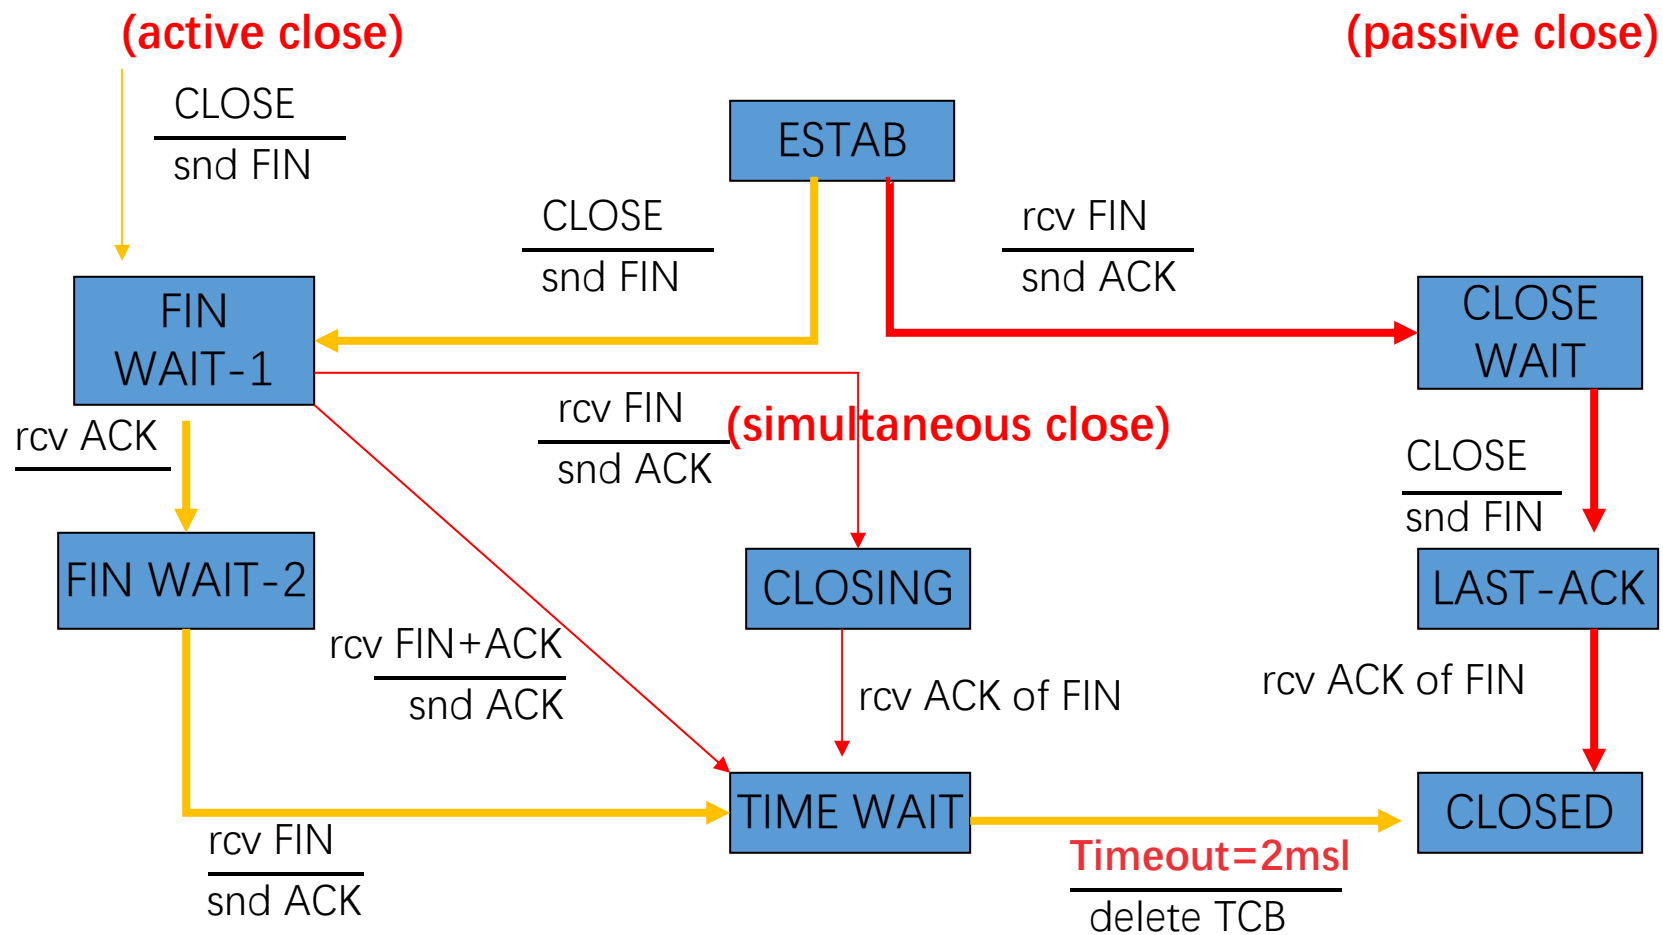 (active close)
(passive close)
CLOSE
snd FIN
ESTAB
CLOSE
snd FIN
rcv FIN
snd ACK
FIN
WAIT-1
CLOSE
WAIT
rcv ACK
rcv FIN
snd ACK
(simultaneous close)
CLOSE
snd FIN
FIN WAIT-2
CLOSING
LAST-ACK
rcv FIN+ACK
snd ACK
rcv ACK of FIN
rcv ACK of FIN
TIME WAIT
CLOSED
rcv FIN
snd ACK
Timeout=2msl
delete TCB